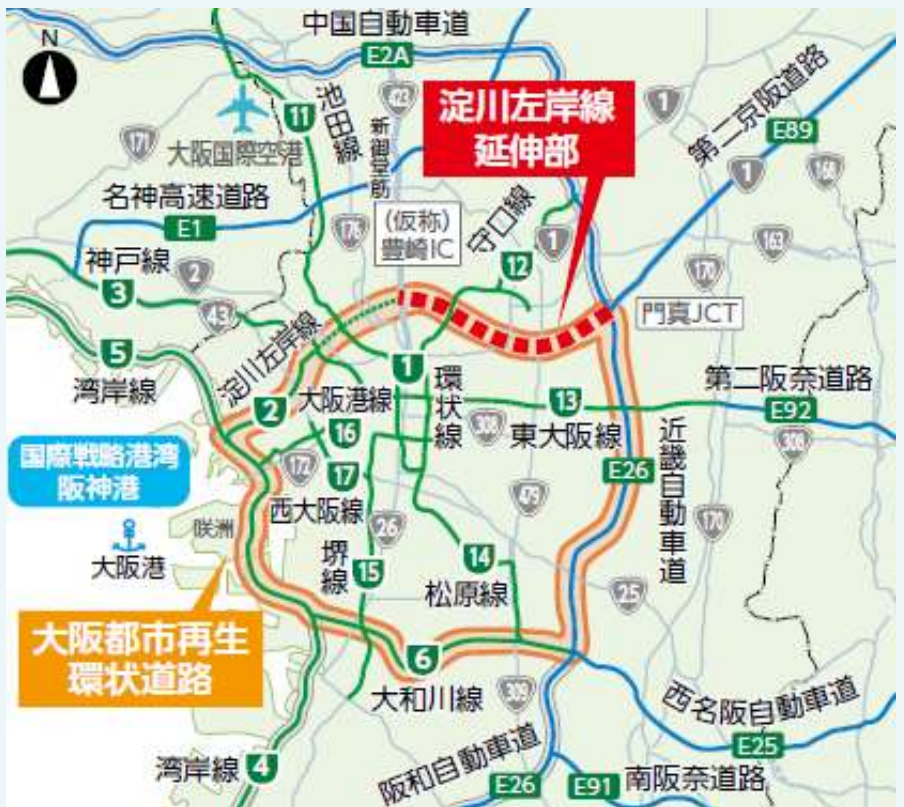 中国自動車道
E2A
N
11
池田線
423
新御堂筋
淀川左岸線
延伸部
1
第二京阪道路
E89
171
大阪国際空港
1
168
名神高速道路
E1
176
(仮称)
豊崎IC
守口線
1
163
神戸線
2
12
170
3
43
門真JCT
5
湾岸線
淀川左岸線
1
環状線
第二阪奈道路
2
大阪港線
13
E92
16
308
東大阪線
308
国際戦略港湾
阪神港
172
17
近畿自動車道
E26
西大阪線
479
咲洲
26
170
大阪港
堺線
15
14
松原線
25
大阪都市再生
環状道路
6
大和川線
309
西名阪自動車道
E25
湾岸線
4
阪和自動車道
E26
E91
南阪奈道路